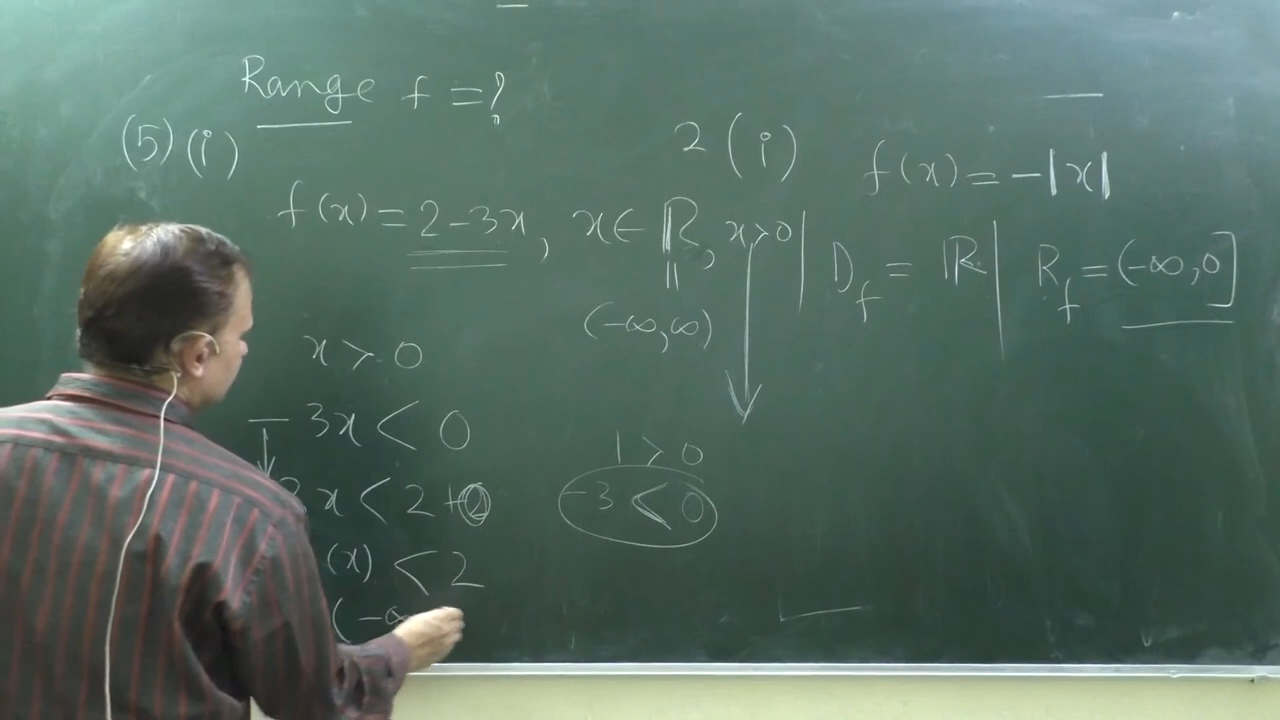 Range f = ?
(5) (i)
f(x) = 2-3x, x∈ ℝ, x>0
(-∞,∞)
x > 0
- 3x < 0
x < 2+0
(x) < 2
(-∞
1 > 0
-3 < 0
2 (i) f(x) = -|x|
D_f = ℝ | R_f = (-∞,0]